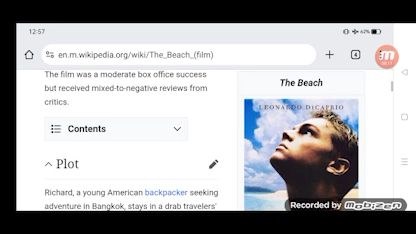 12:57
62%
en.m.wikipedia.org/wiki/The_Beach_(film)
4
The film was a moderate box office success
but received mixed-to-negative reviews from
critics.
Contents
Plot
Richard, a young American backpacker seeking
adventure in Bangkok, stays in a drab travelers'
The Beach
LEONARDO DICAPRIO
Recorded by mobizen